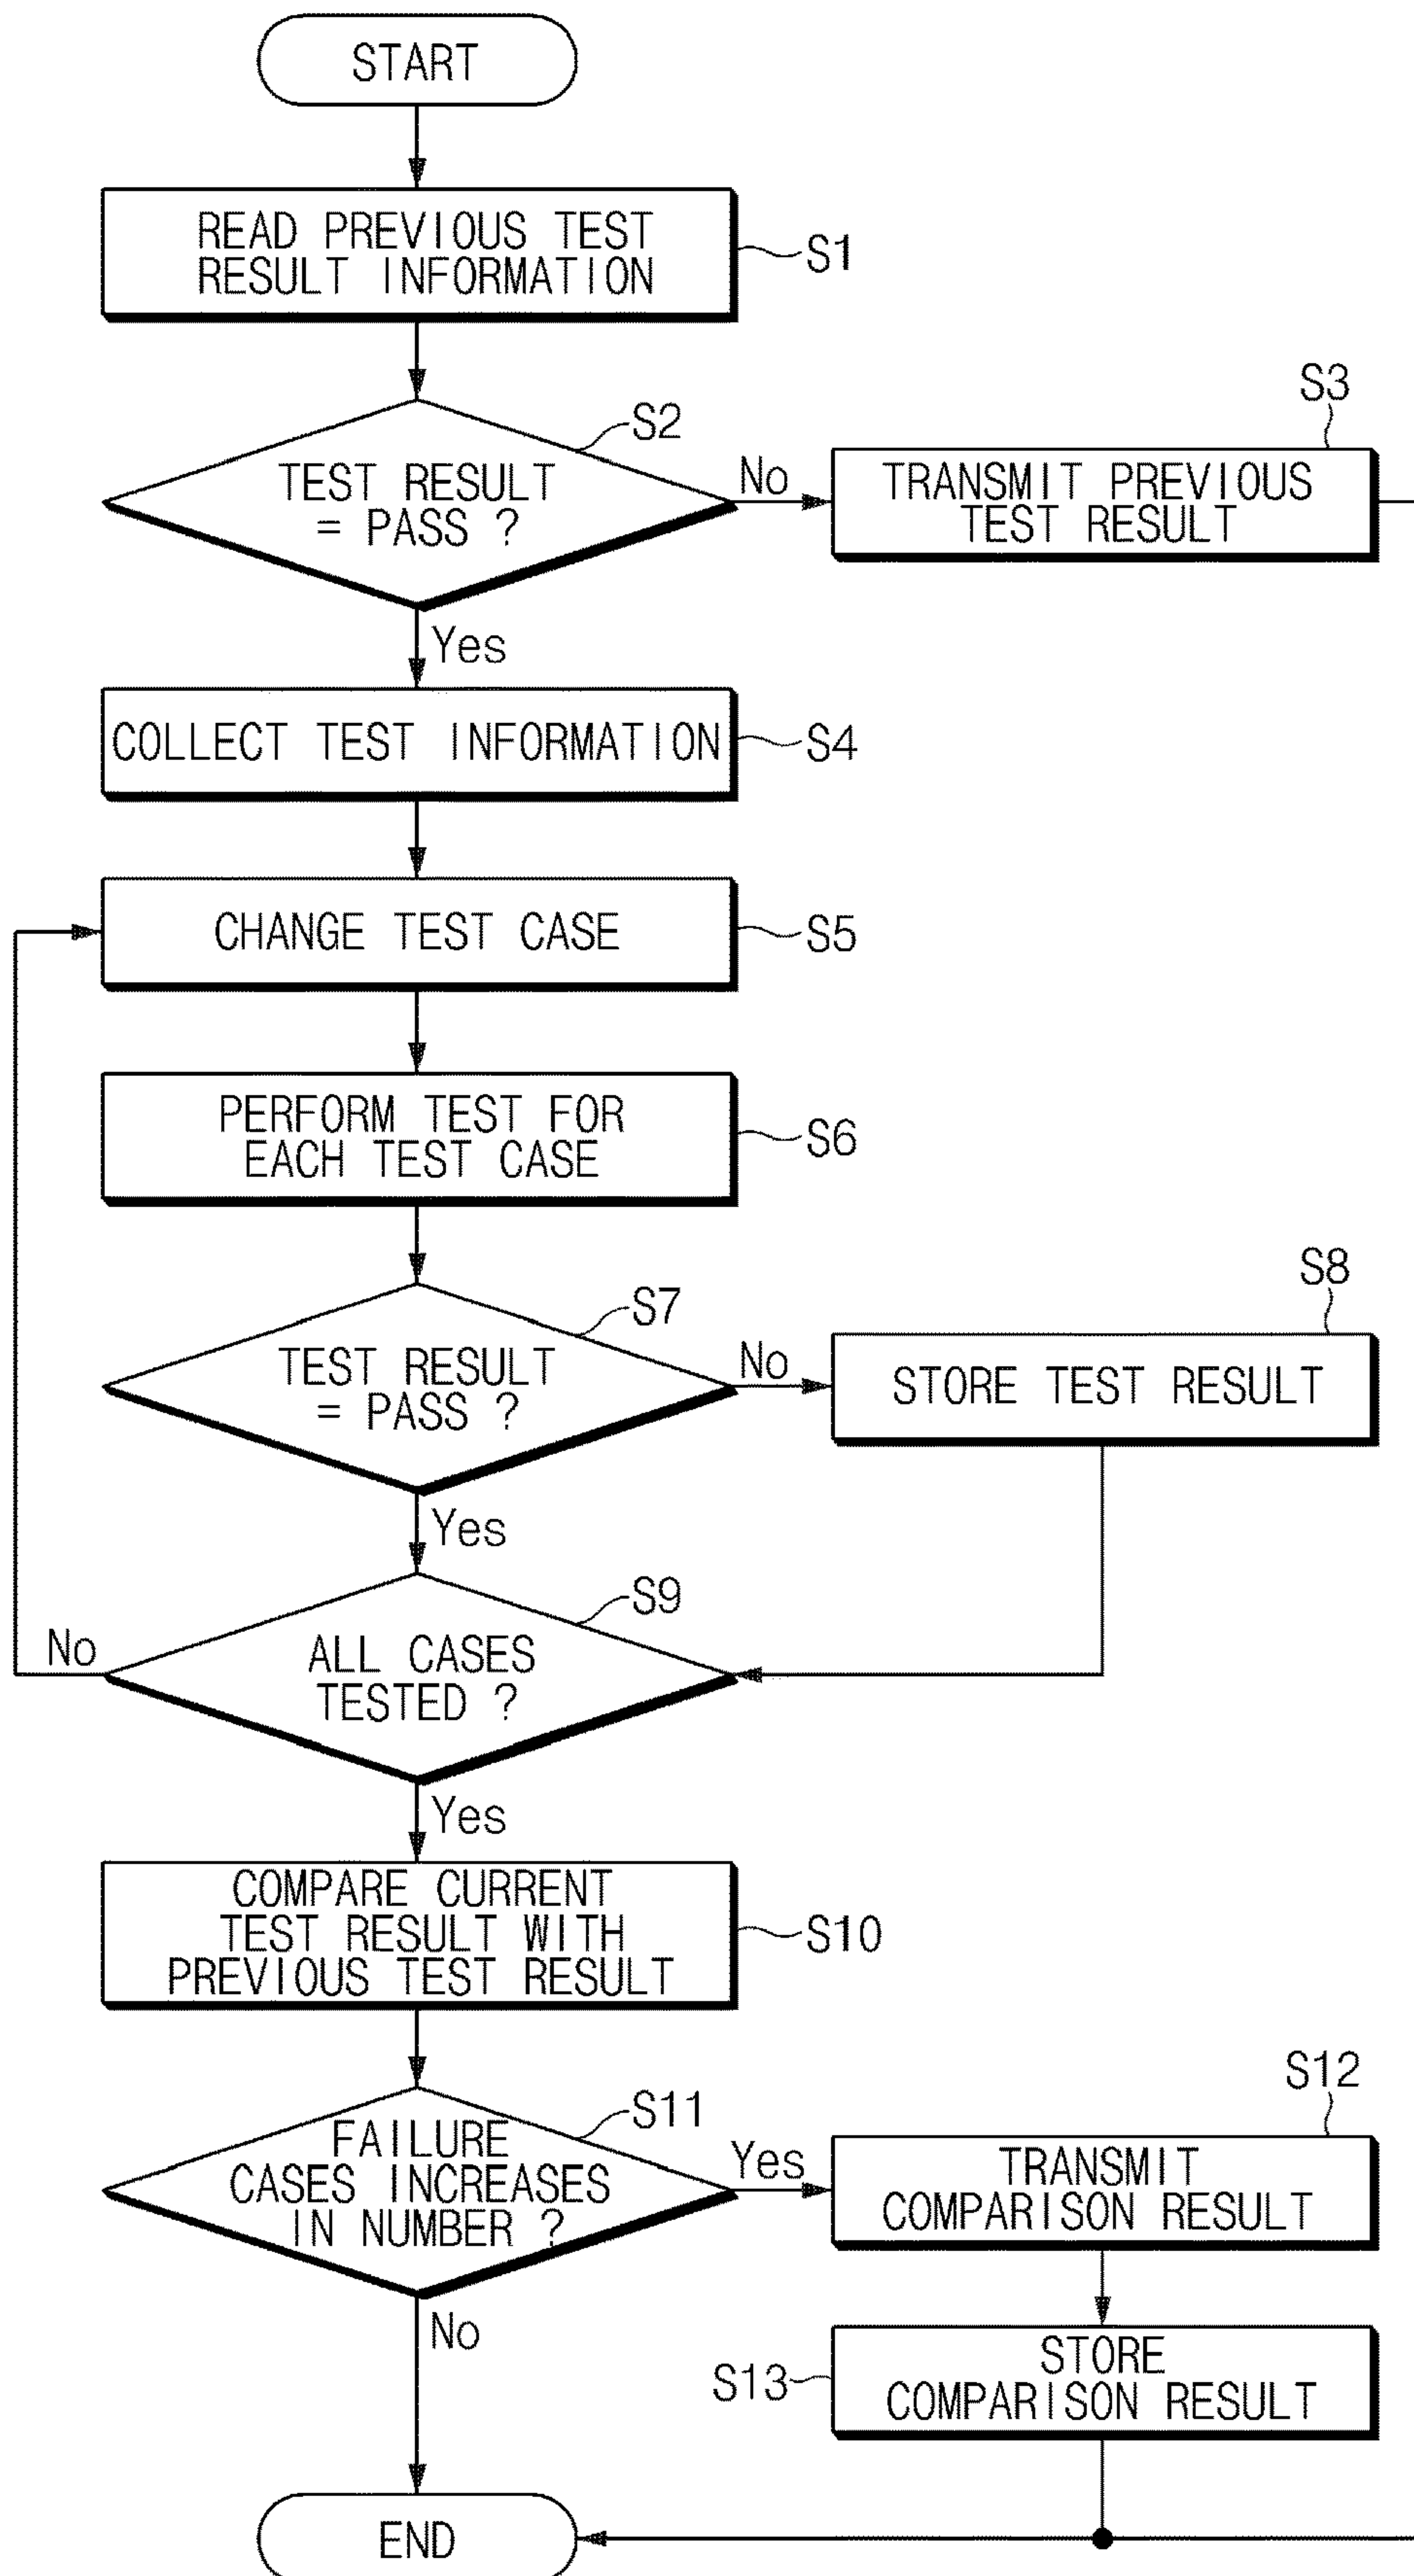 START
READ PREVIOUS TEST
RESULT INFORMATION
S1
S2
TEST RESULT
= PASS ?
No
S3
TRANSMIT PREVIOUS
TEST RESULT
Yes
COLLECT TEST INFORMATION
S4
CHANGE TEST CASE
S5
PERFORM TEST FOR
EACH TEST CASE
S6
S7
TEST RESULT
= PASS ?
No
S8
STORE TEST RESULT
Yes
S9
ALL CASES
TESTED ?
No
Yes
COMPARE CURRENT
TEST RESULT WITH
PREVIOUS TEST RESULT
S10
S11
FAILURE
CASES INCREASES
IN NUMBER ?
Yes
S12
TRANSMIT
COMPARISON RESULT
No
S13
STORE
COMPARISON RESULT
END